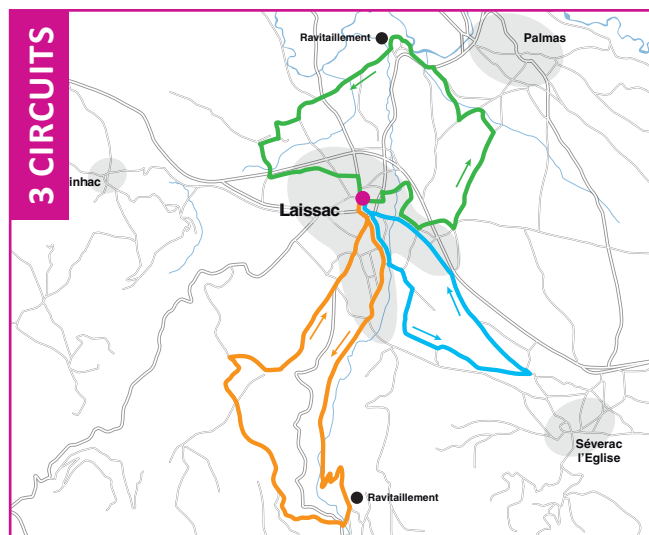 3 CIRCUITS
Ravitaillement
Palmas
inhac
Laissac
Séverac
l'Eglise
Ravitaillement